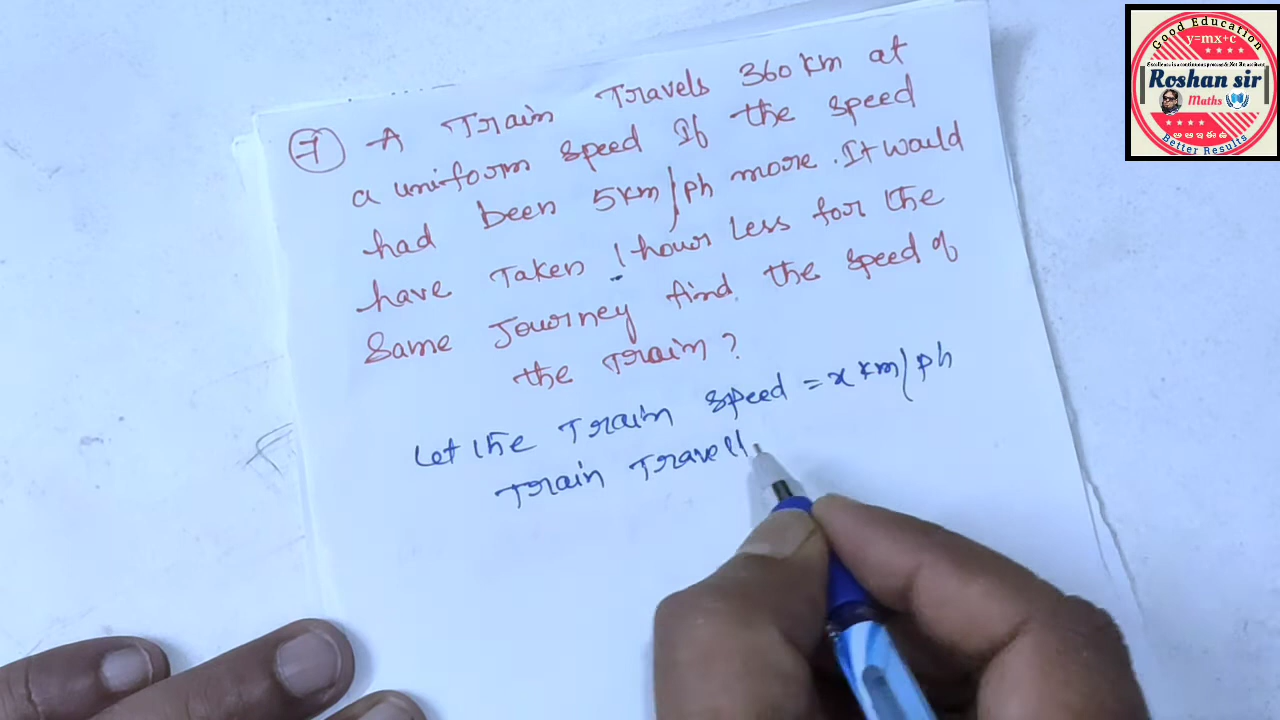 7 A Train Travels 360 km at
a uniform speed If the speed
had been 5km/ph more. It would
have Taken 1 hour Less for the
Same Journey find the speed of
the Train?
Let the Train speed = x km/ph
Train Travell
Good Education
y=mx+c
Roshan sir
Maths
Better Results